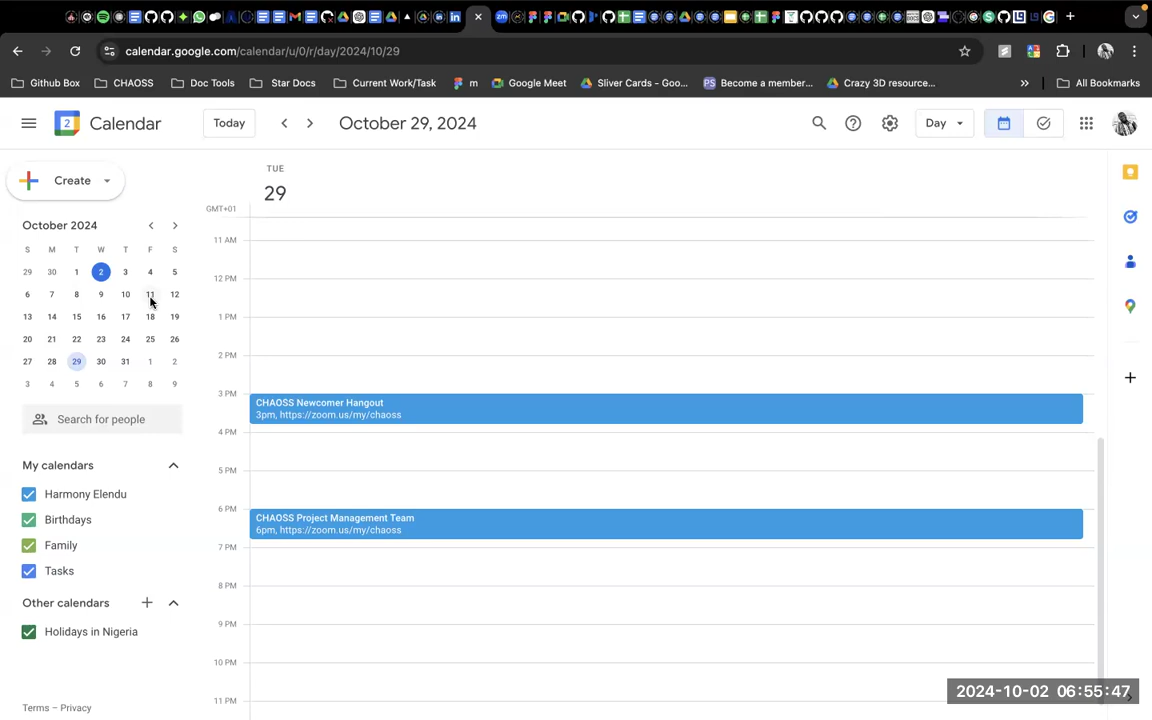 calendar.google.com/calendar/u/0/r/day/2024/10/29
Github Box
CHAOSS
Doc Tools
Star Docs
Current Work/Task
m
Google Meet
Sliver Cards - Goo...
Become a member...
Crazy 3D resource...
»
All Bookmarks
2
Calendar
Today
October 29, 2024
Day
Create
TUE
29
GMT+01
October 2024
S M T W T F S
29 30 1 2 3 4 5
6 7 8 9 10 11 12
13 14 15 16 17 18 19
20 21 22 23 24 25 26
27 28 29 30 31 1 2
3 4 5 6 7 8 9
Search for people
My calendars
Harmony Elendu
Birthdays
Family
Tasks
Other calendars
Holidays in Nigeria
Terms – Privacy
11 AM
12 PM
1 PM
2 PM
3 PM
CHAOSS Newcomer Hangout
3pm, https://zoom.us/my/chaoss
4 PM
5 PM
6 PM
CHAOSS Project Management Team
6pm, https://zoom.us/my/chaoss
7 PM
8 PM
9 PM
10 PM
11 PM
2024-10-02 06:55:47